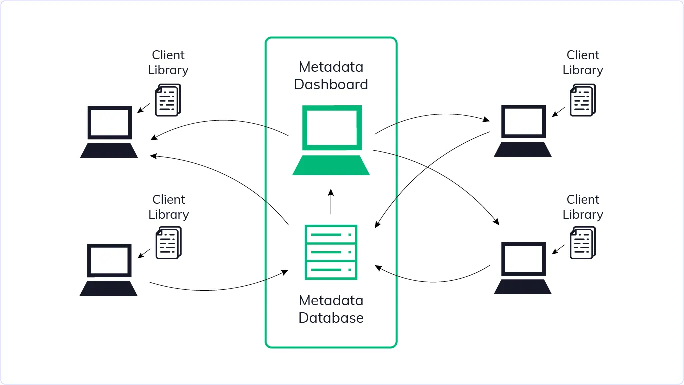 Client
Library
Metadata
Dashboard
Client
Library
Client
Library
Client
Library
Metadata
Database